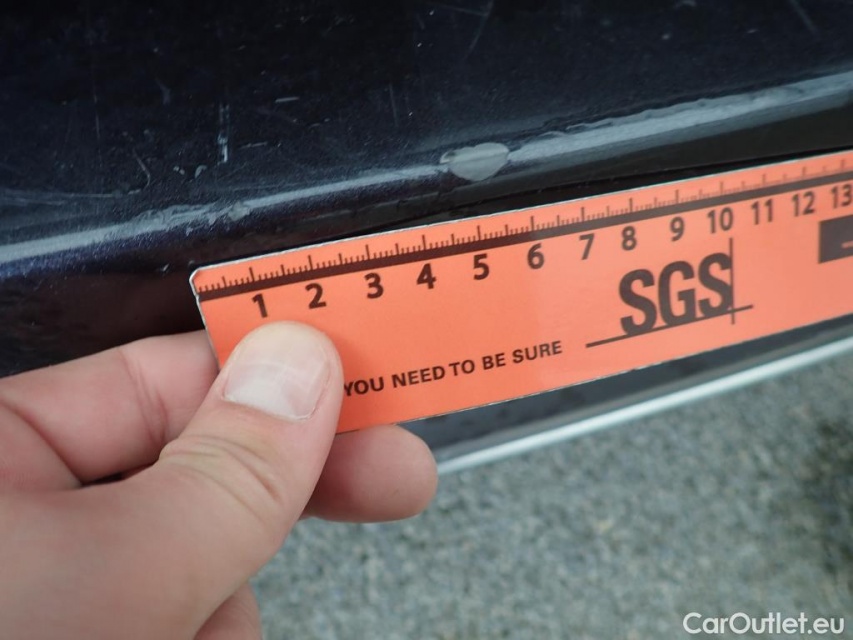 1 2 3 4 5 6 7 8 9 10 11 12 13
SGS
YOU NEED TO BE SURE
CarOutlet.eu